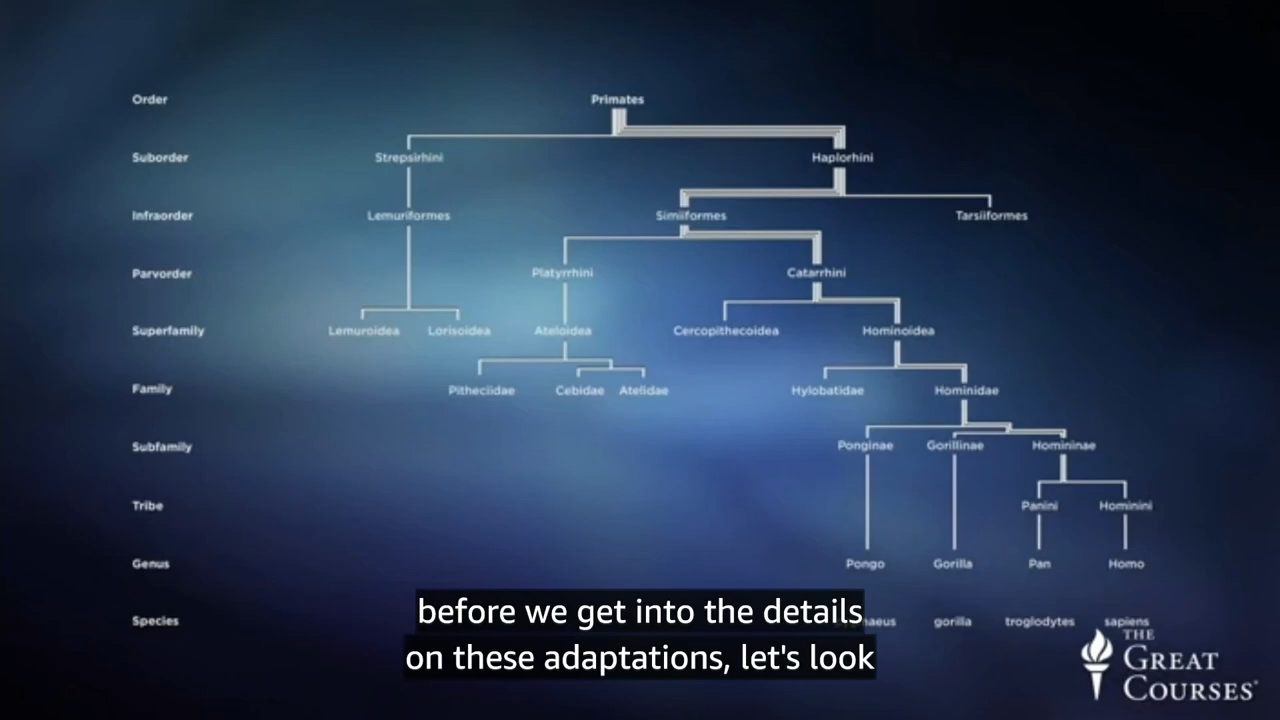 Order Primates
Suborder Strepsirhini Haplorhini
Infraorder Lemuriformes Simiiformes Tarsiiformes
Parvorder Platyrrhini Catarrhini
Superfamily Lemuroidea Lorisoidea Ateloidea Cercopithecoidea Hominoidea
Family Pitheciidae Cebidae Atelidae Hylobatidae Hominidae
Subfamily Ponginae Gorillinae Homininae
Tribe Panini Hominini
Genus Pongo Gorilla Pan Homo
Species gorilla troglodytes sapiens
before we get into the details
on these adaptations, let's look
THE
GREAT
COURSES